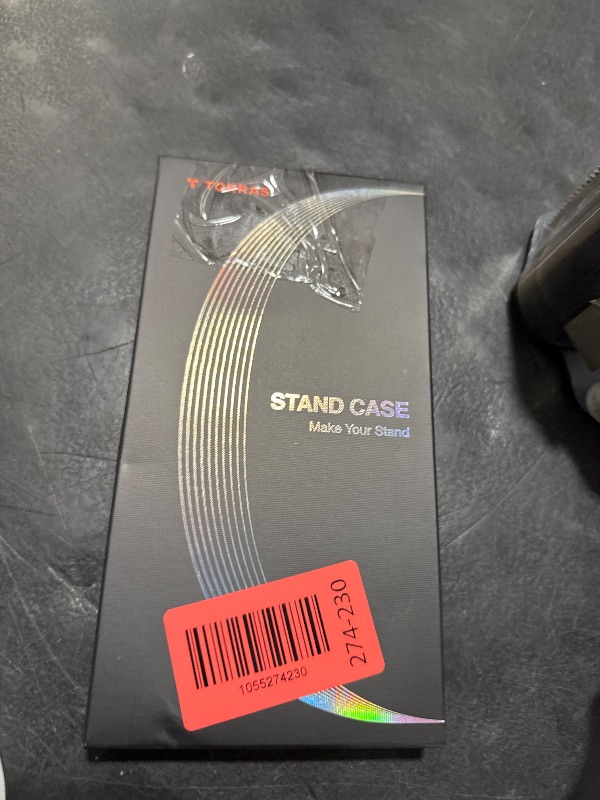 TORRAS
STAND CASE
Make Your Stand
274-230
1055274230